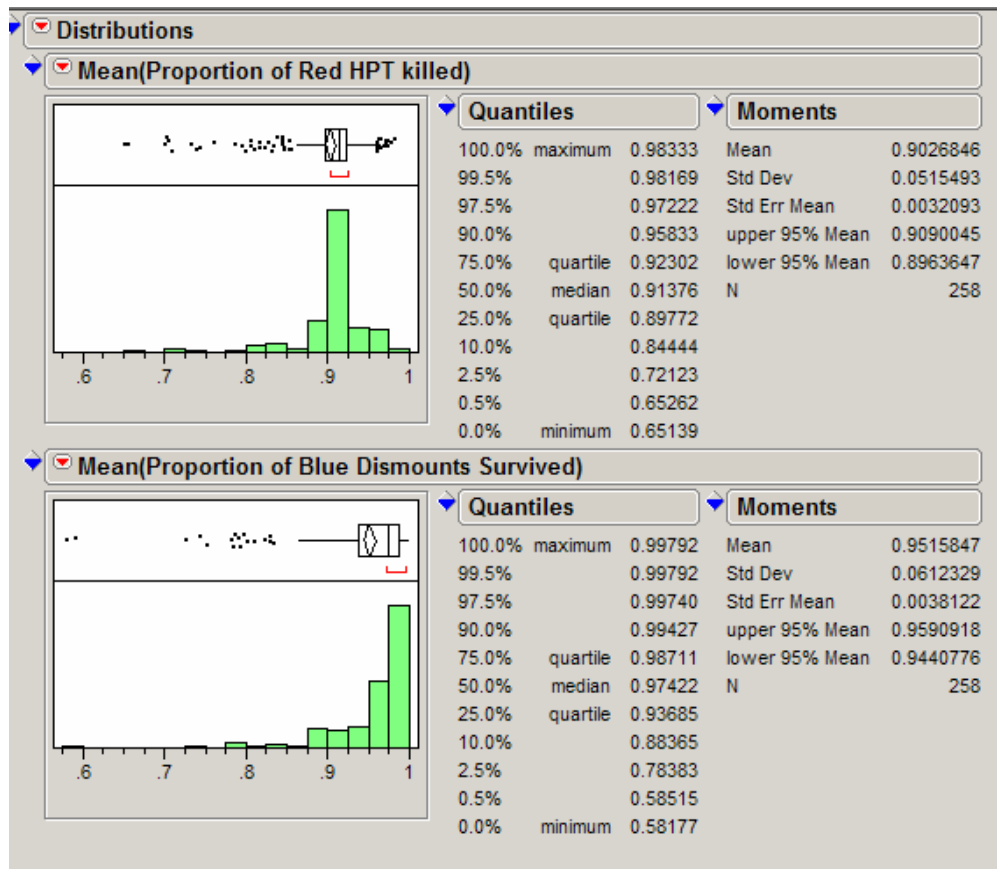 Distributions
Mean(Proportion of Red HPT killed)
.6 .7 .8 .9 1
Quantiles
100.0% maximum 0.98333
99.5% 0.98169
97.5% 0.97222
90.0% 0.95833
75.0% quartile 0.92302
50.0% median 0.91376
25.0% quartile 0.89772
10.0% 0.84444
2.5% 0.72123
0.5% 0.65262
0.0% minimum 0.65139
Moments
Mean 0.9026846
Std Dev 0.0515493
Std Err Mean 0.0032093
upper 95% Mean 0.9090045
lower 95% Mean 0.8963647
N 258
Mean(Proportion of Blue Dismounts Survived)
.6 .7 .8 .9 1
Quantiles
100.0% maximum 0.99792
99.5% 0.99792
97.5% 0.99740
90.0% 0.99427
75.0% quartile 0.98711
50.0% median 0.97422
25.0% quartile 0.93685
10.0% 0.88365
2.5% 0.78383
0.5% 0.58515
0.0% minimum 0.58177
Moments
Mean 0.9515847
Std Dev 0.0612329
Std Err Mean 0.0038122
upper 95% Mean 0.9590918
lower 95% Mean 0.9440776
N 258